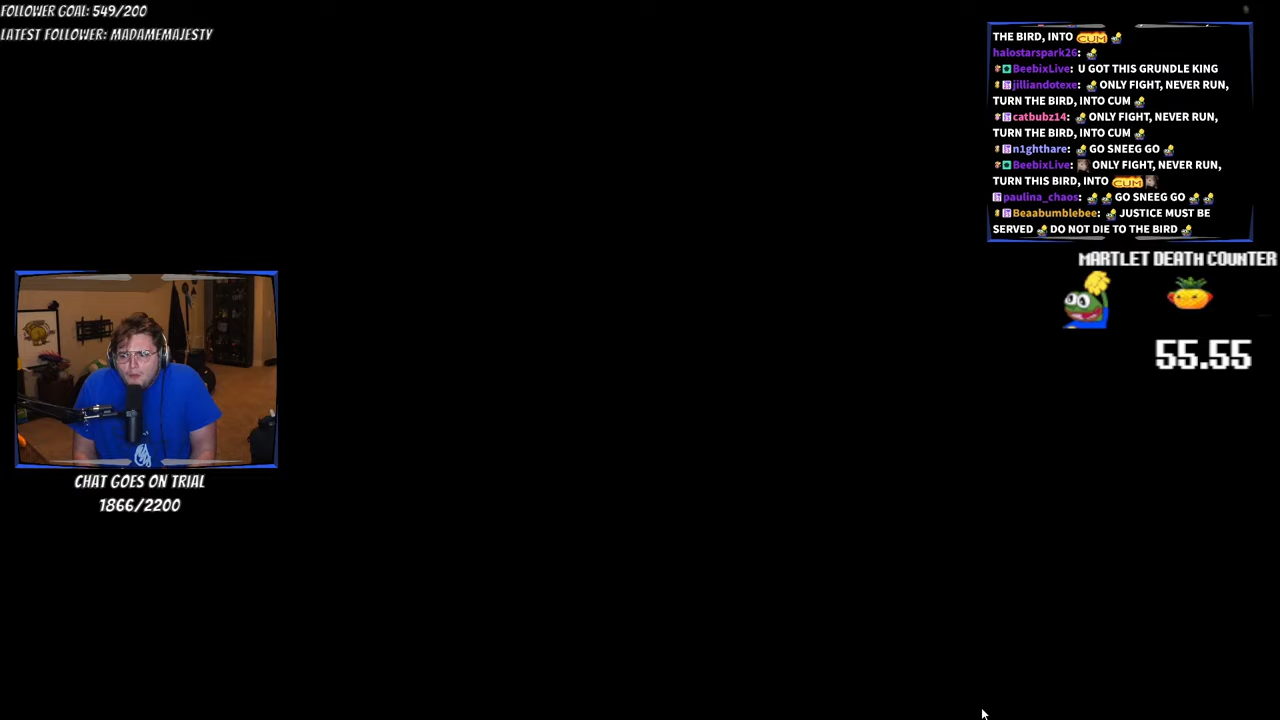 FOLLOWER GOAL: 549/200
LATEST FOLLOWER: MADAMEMAJESTY
THE BIRD, INTO CUM
halostarspark26:
BeebixLive: U GOT THIS GRUNDLE KING
jilliandotexe: ONLY FIGHT, NEVER RUN,
TURN THE BIRD, INTO CUM
catbubz14: ONLY FIGHT, NEVER RUN,
TURN THE BIRD, INTO CUM
n1ghthare: GO SNEEG GO
BeebixLive: ONLY FIGHT, NEVER RUN,
TURN THIS BIRD, INTO CUM
paulina_chaos: GO SNEEG GO
Beaabumblebee: JUSTICE MUST BE
SERVED DO NOT DIE TO THE BIRD
MARTLET DEATH COUNTER
55.55
CHAT GOES ON TRIAL
1866/2200